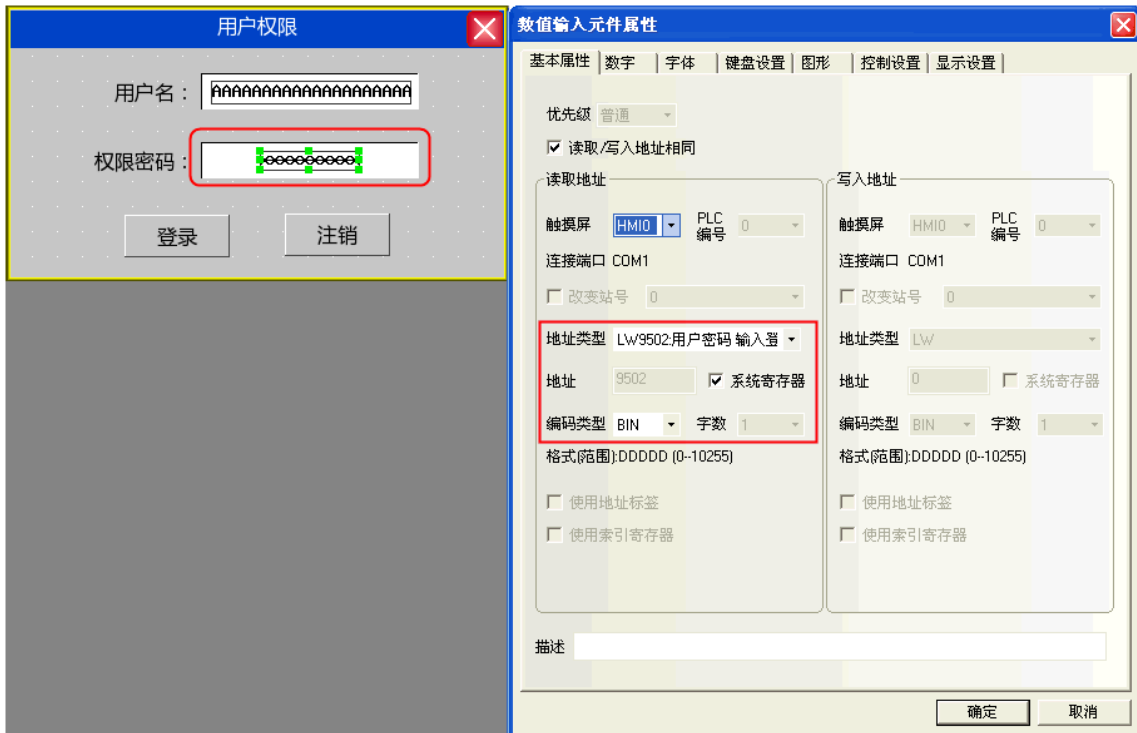 用户权限
用户名：
AAAAAAAAAAAAAAAAAAAA
权限密码：
登录 注销
数值输入元件属性
基本属性 数字 字体 键盘设置 图形 控制设置 显示设置
优先级 普通
读取/写入地址相同
读取地址
触摸屏 HMI0 PLC编号 0
连接端口 COM1
改变站号 0
地址类型 LW9502:用户密码 输入登
地址 9502 系统寄存器
编码类型 BIN 字数 1
格式(范围):DDDDD (0--10255)
使用地址标签
使用索引寄存器
写入地址
触摸屏 HMI0 PLC编号 0
连接端口 COM1
改变站号 0
地址类型 LW
地址 0 系统寄存器
编码类型 BIN 字数 1
格式(范围):DDDDD (0--10255)
使用地址标签
使用索引寄存器
描述
确定 取消